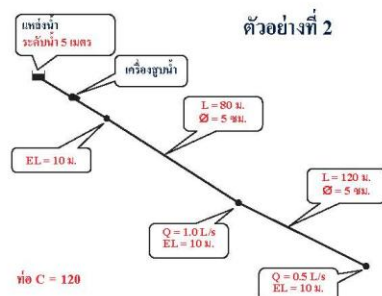 ตัวอย่างที่ 2
แหล่งน้ำ
ระดับน้ำ 5 เมตร
เครื่องสูบน้ำ
L = 80 ม.
Ø = 5 ซม.
EL = 10 ม.
L = 120 ม.
Ø = 5 ซม.
Q = 1.0 L/s
EL = 10 ม.
Q = 0.5 L/s
EL = 10 ม.
ท่อ C = 120